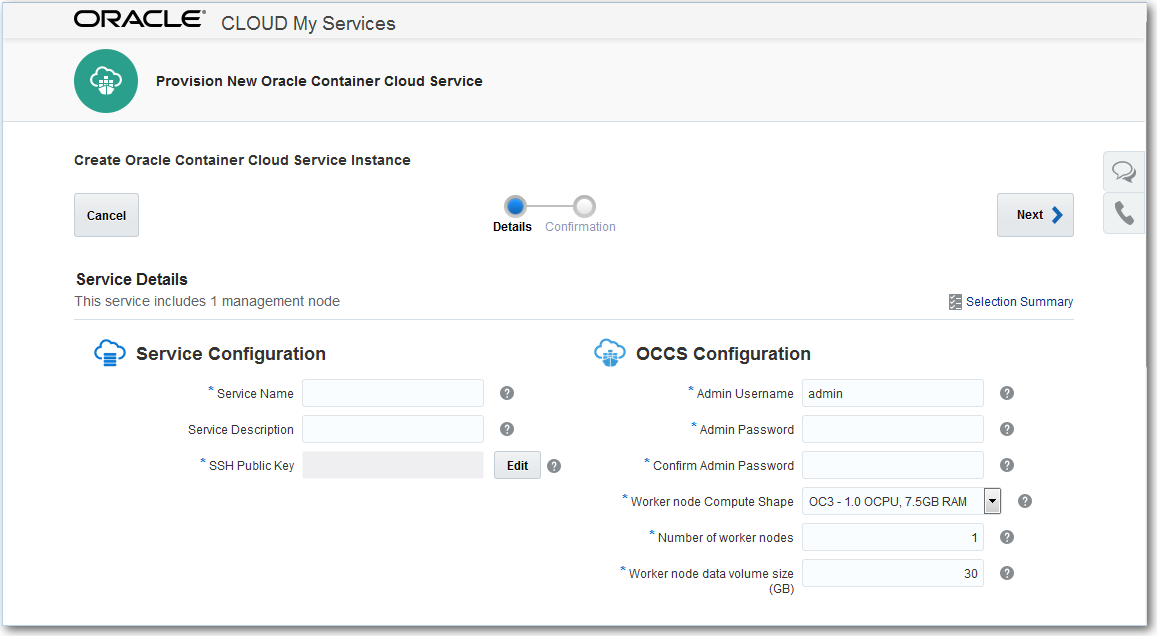 ORACLE® CLOUD My Services
Provision New Oracle Container Cloud Service
Create Oracle Container Cloud Service Instance
Cancel
Details
Confirmation
Next
Service Details
This service includes 1 management node
Selection Summary
Service Configuration
* Service Name
?
Service Description
?
* SSH Public Key
Edit
?
OCCS Configuration
* Admin Username
admin
?
* Admin Password
?
* Confirm Admin Password
?
* Worker node Compute Shape
OC3 - 1.0 OCPU, 7.5GB RAM
?
* Number of worker nodes
1
?
* Worker node data volume size
(GB)
30
?